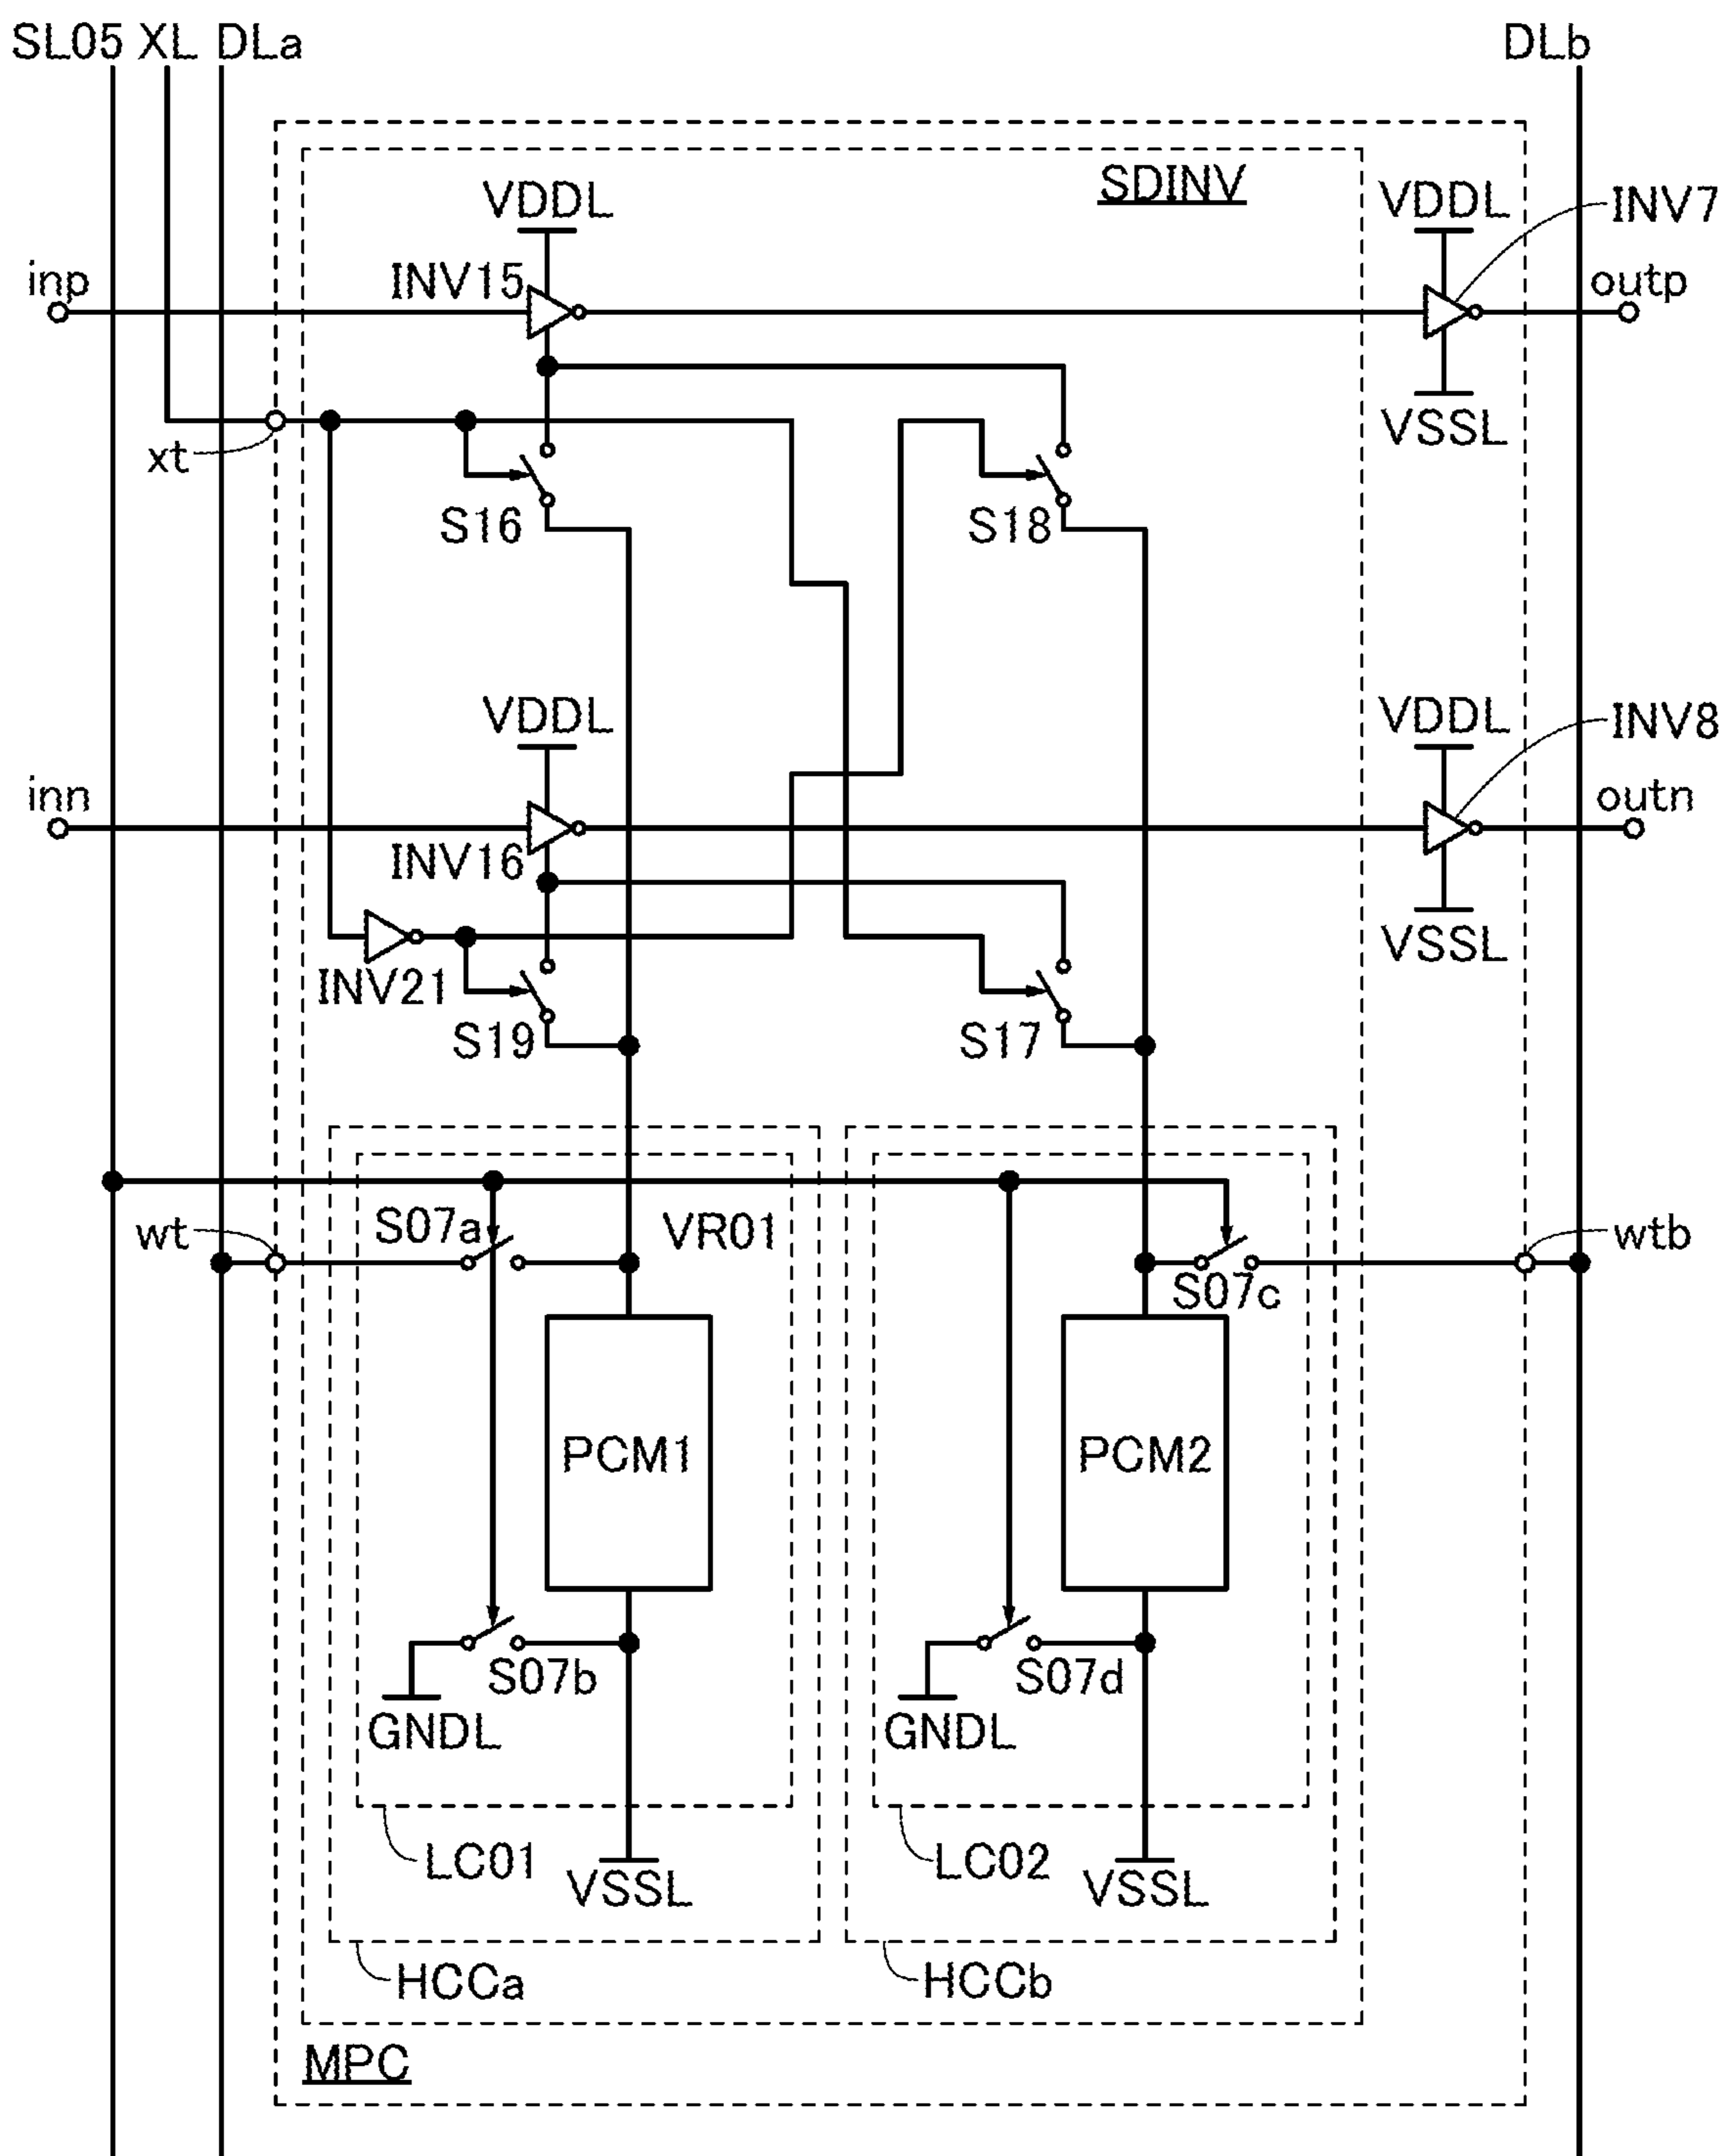 SL05 XL DLa DLb
SDINV
VDDL VDDL INV7
inp INV15 outp
VSSL
xt
S16 S18
VDDL VDDL INV8
inn outn
INV16
VSSL
INV21
S19 S17
S07a VR01
wt wtb
S07c
PCM1 PCM2
S07b S07d
GNDL GNDL
LC01 LC02
VSSL VSSL
HCCa HCCb
MPC